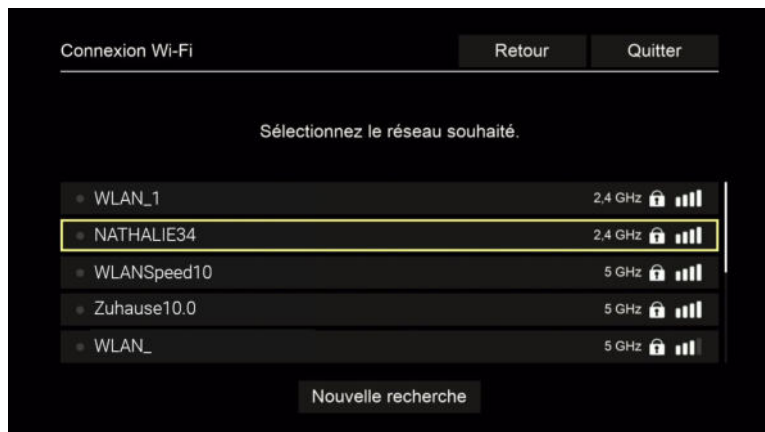 Connexion Wi-Fi Retour Quitter
Sélectionnez le réseau souhaité.
WLAN_1 2,4 GHz
NATHALIE34 2,4 GHz
WLANSpeed10 5 GHz
Zuhause10.0 5 GHz
WLAN_ 5 GHz
Nouvelle recherche